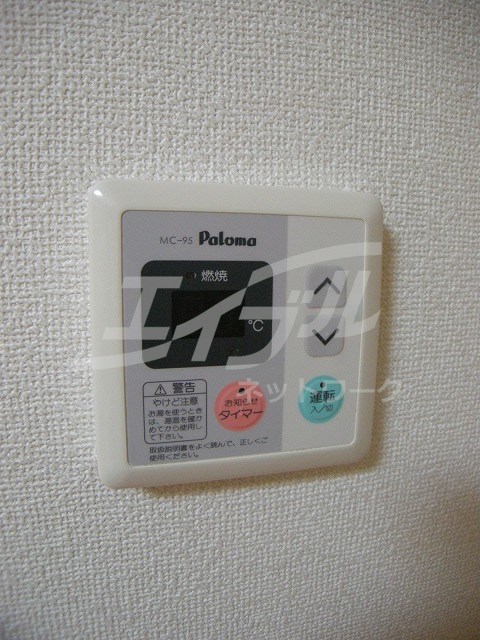 MC-95 Paloma
燃焼
℃
エイブル
ネットワーク
警告
やけど注意
お湯を使うとき
は、湯温を確か
めてから使用し
て下さい。
取扱説明書をよく読んで、正しくご
使用ください。
お知らせ
タイマー
運転
入/切